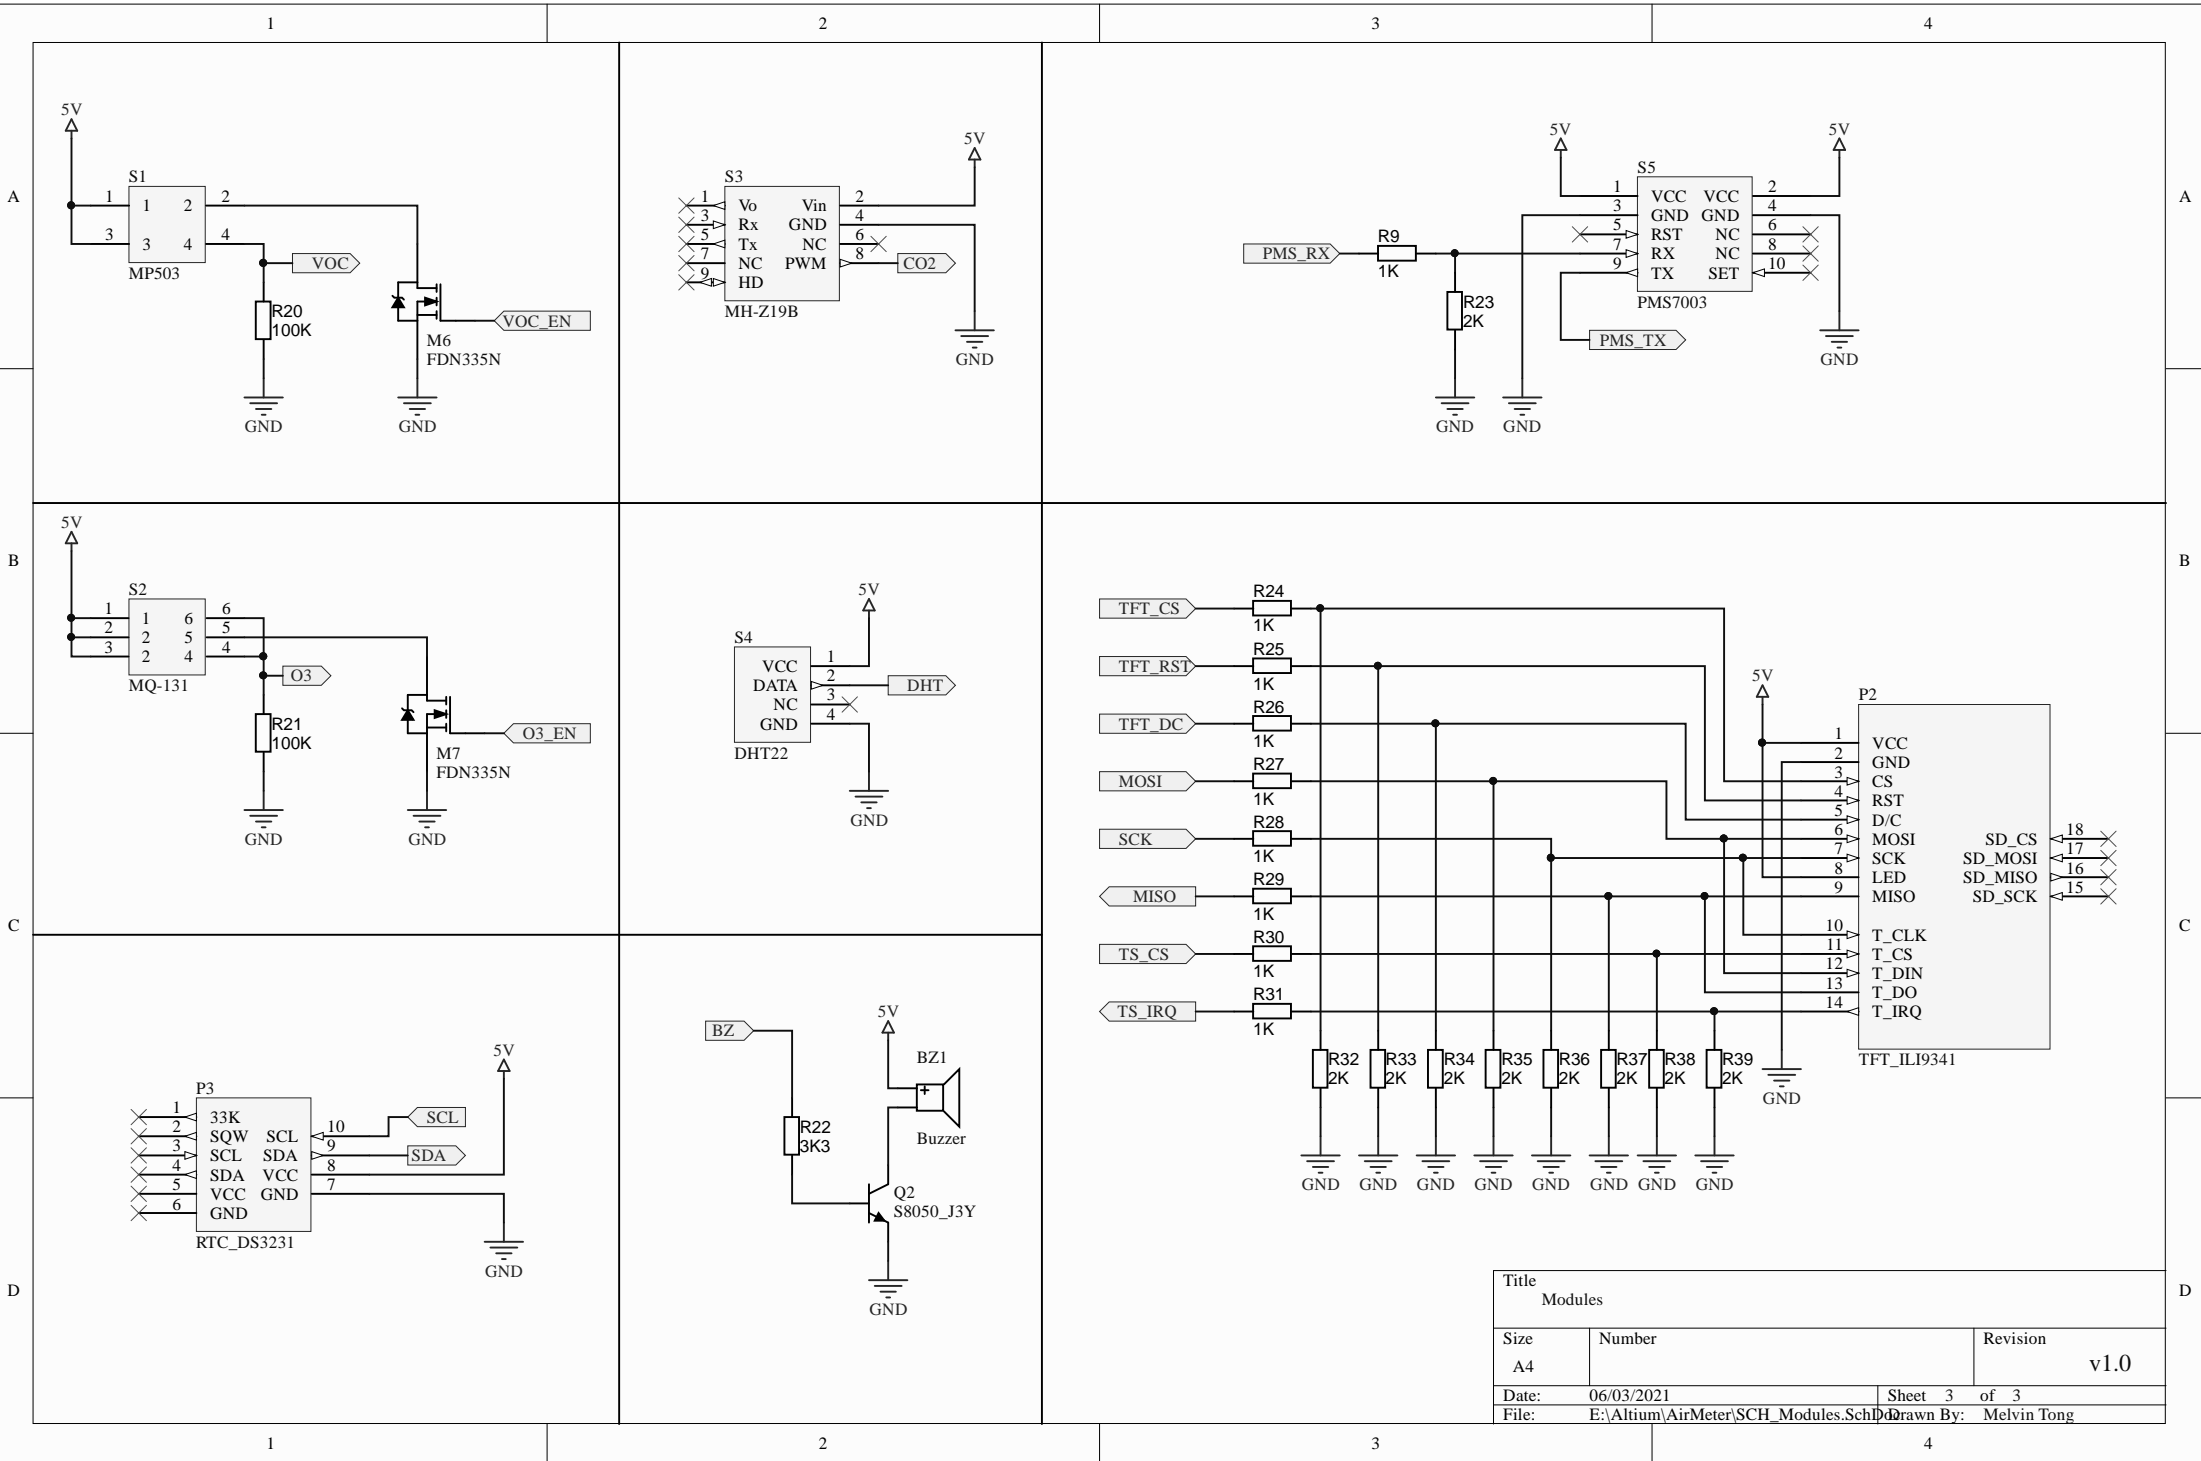 1 2 3 4
A A
B B
C C
D D
5V
S1
1 1 2 2
3 3 4 4
MP503
VOC
R20
100K
VOC_EN
M6
FDN335N
GND GND
5V
S3
1 Vo Vin 2
3 Rx GND 4
5 Tx NC 6
7 NC PWM 8
9 HD
CO2
MH-Z19B
GND
5V 5V
S5
1 VCC VCC 2
3 GND GND 4
5 RST NC 6
7 RX NC 8
9 TX SET 10
PMS7003
PMS_RX
R9
1K
R23
2K
PMS_TX
GND GND GND
5V
S2
1 1 6 6
2 2 5 5
3 2 4 4
MQ-131
O3
R21
100K
O3_EN
M7
FDN335N
GND GND
5V
S4
VCC 1
DATA 2
NC 3
GND 4
DHT
DHT22
GND
TFT_CS R24 1K
TFT_RST R25 1K
TFT_DC R26 1K
MOSI R27 1K
SCK R28 1K
MISO R29 1K
TS_CS R30 1K
TS_IRQ R31 1K
5V
P2
1 VCC
2 GND
3 CS
4 RST
5 D/C
6 MOSI SD_CS 18
7 SCK SD_MOSI 17
8 LED SD_MISO 16
9 MISO SD_SCK 15
10 T_CLK
11 T_CS
12 T_DIN
13 T_DO
14 T_IRQ
TFT_ILI9341
GND
R32 R33 R34 R35 R36 R37 R38 R39
2K 2K 2K 2K 2K 2K 2K 2K
GND GND GND GND GND GND GND GND
P3
1 33K
2 SQW SCL 10
3 SCL SDA 9
4 SDA VCC 8
5 VCC GND 7
6 GND
RTC_DS3231
SCL
SDA
5V
GND
BZ
5V
BZ1
Buzzer
R22
3K3
Q2
S8050_J3Y
GND
Title
Modules
Size Number Revision
A4 v1.0
Date: 06/03/2021 Sheet 3 of 3
File: E:\Altium\AirMeter\SCH_Modules.SchDoc Drawn By: Melvin Tong
1 2 3 4